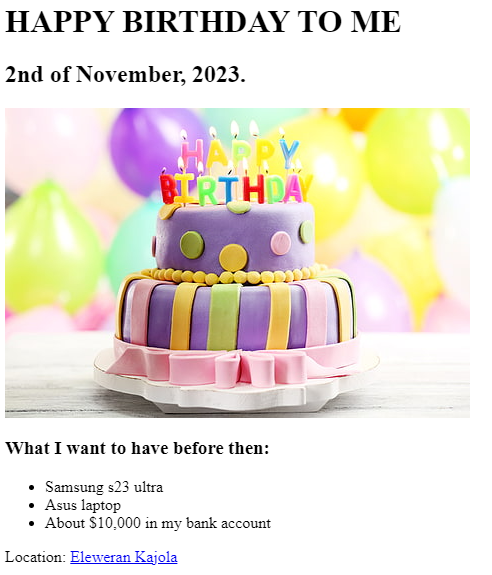 HAPPY BIRTHDAY TO ME
2nd of November, 2023.
HAPPY
BIRTHDAY
What I want to have before then:
Samsung s23 ultra
Asus laptop
About $10,000 in my bank account
Location: Eleweran Kajola